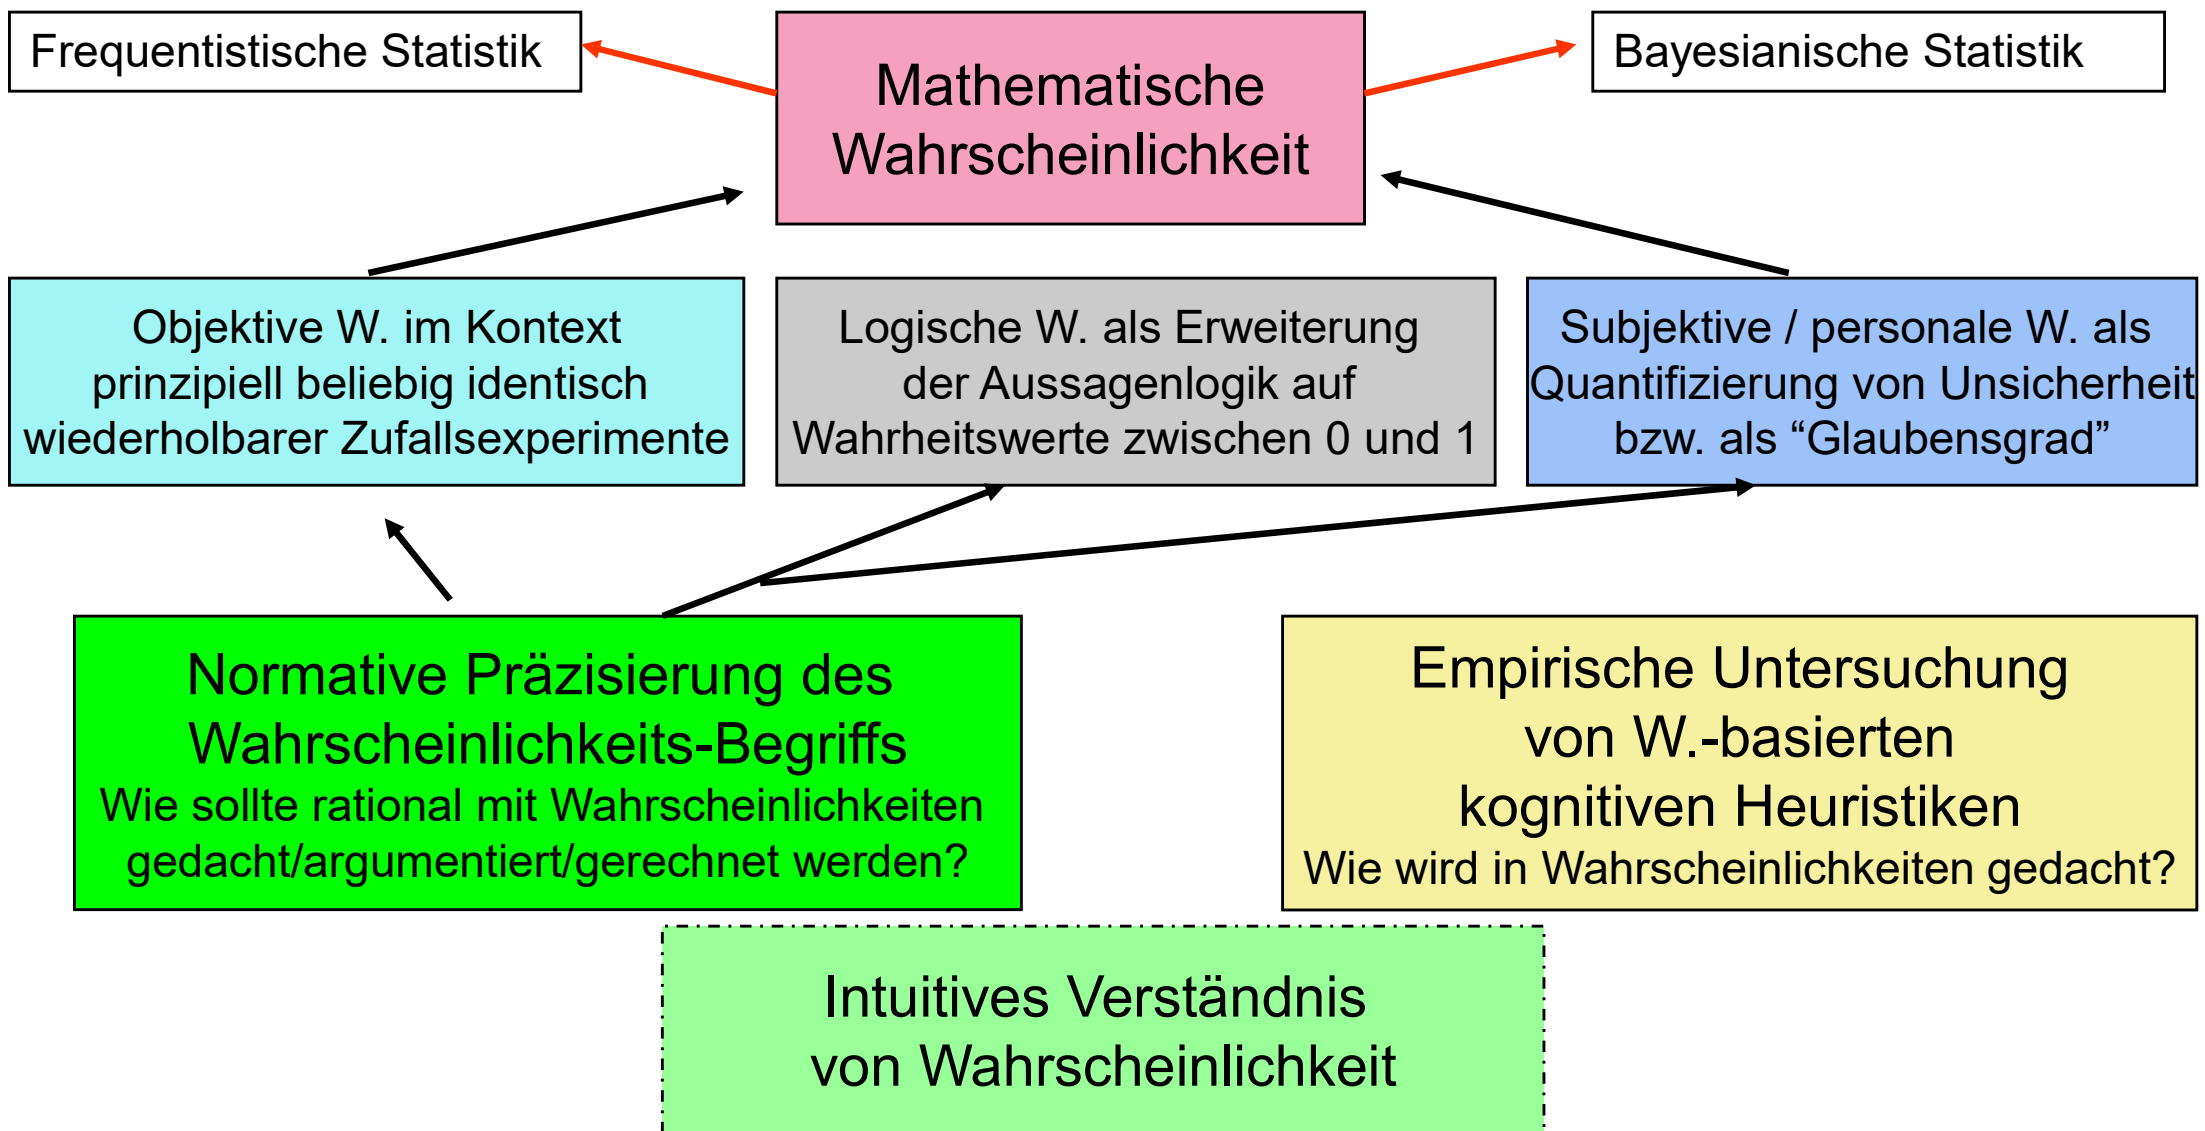 Frequentistische Statistik
Mathematische
Wahrscheinlichkeit
Bayesianische Statistik
Objektive W. im Kontext
prinzipiell beliebig identisch
wiederholbarer Zufallsexperimente
Logische W. als Erweiterung
der Aussagenlogik auf
Wahrheitswerte zwischen 0 und 1
Subjektive / personale W. als
Quantifizierung von Unsicherheit
bzw. als “Glaubensgrad”
Normative Präzisierung des
Wahrscheinlichkeits-Begriffs
Wie sollte rational mit Wahrscheinlichkeiten
gedacht/argumentiert/gerechnet werden?
Empirische Untersuchung
von W.-basierten
kognitiven Heuristiken
Wie wird in Wahrscheinlichkeiten gedacht?
Intuitives Verständnis
von Wahrscheinlichkeit